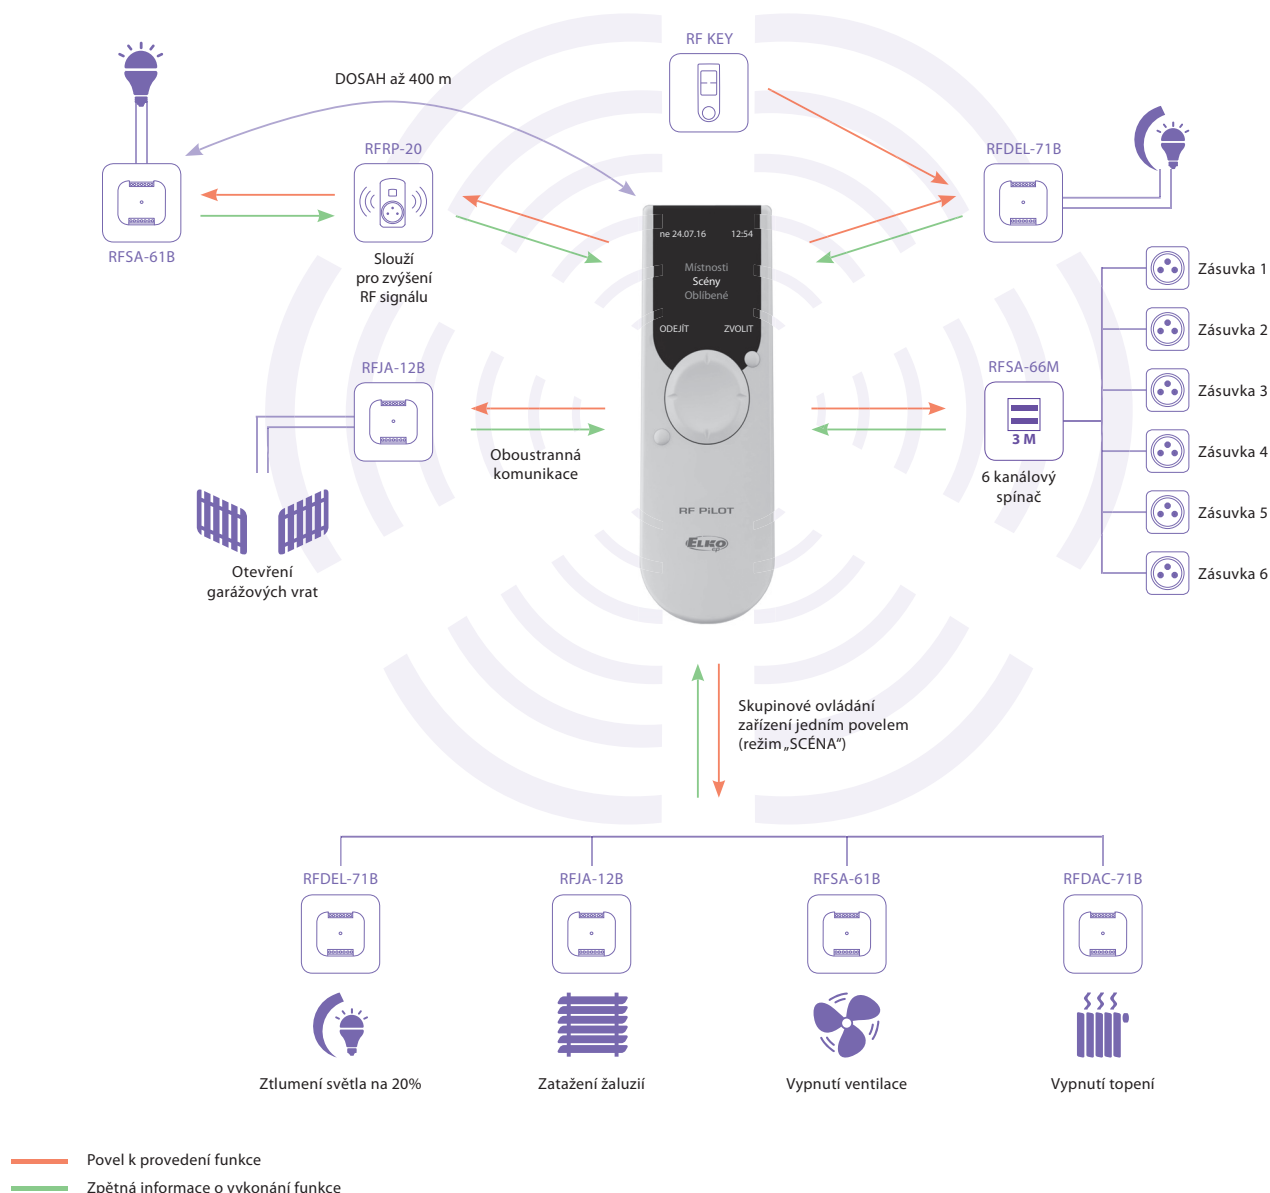 RF KEY
DOSAH až 400 m
RFRP-20
RFDEL-71B
RFSA-61B
Slouží
pro zvýšení
RF signálu
ne 24.07.16 12:54
Místnosti
Scény
Oblíbené
ODEJÍT ZVOLIT
Zásuvka 1
Zásuvka 2
Zásuvka 3
Zásuvka 4
Zásuvka 5
Zásuvka 6
RFJA-12B
RFSA-66M
3 M
6 kanálový
spínač
Oboustranná
komunikace
RF PiLOT
ELKO
ep
Otevření
garážových vrat
Skupinové ovládání
zařízení jedním povelem
(režim „SCÉNA“)
RFDEL-71B
RFJA-12B
RFSA-61B
RFDAC-71B
Ztlumení světla na 20%
Zatažení žaluzií
Vypnutí ventilace
Vypnutí topení
Povel k provedení funkce
Zpětná informace o vykonání funkce